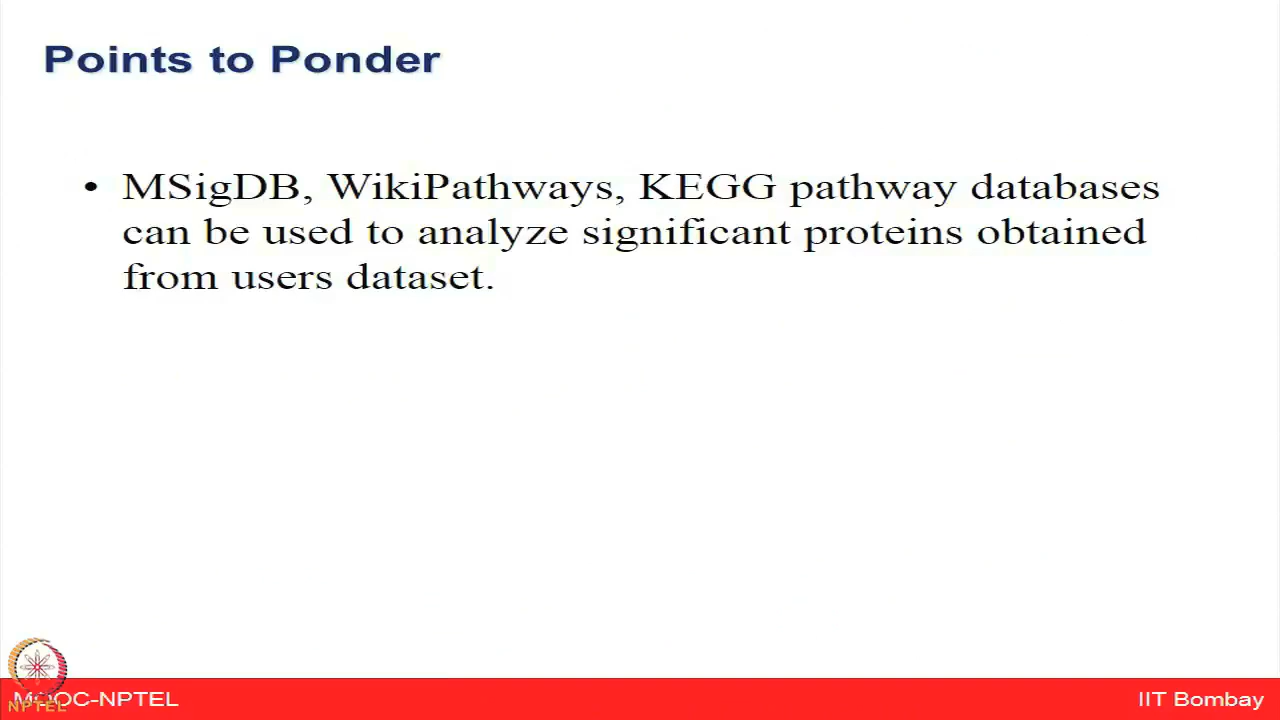 Points to Ponder
• MSigDB, WikiPathways, KEGG pathway databases
can be used to analyze significant proteins obtained
from users dataset.
MOOC-NPTEL
NPTEL
IIT Bombay